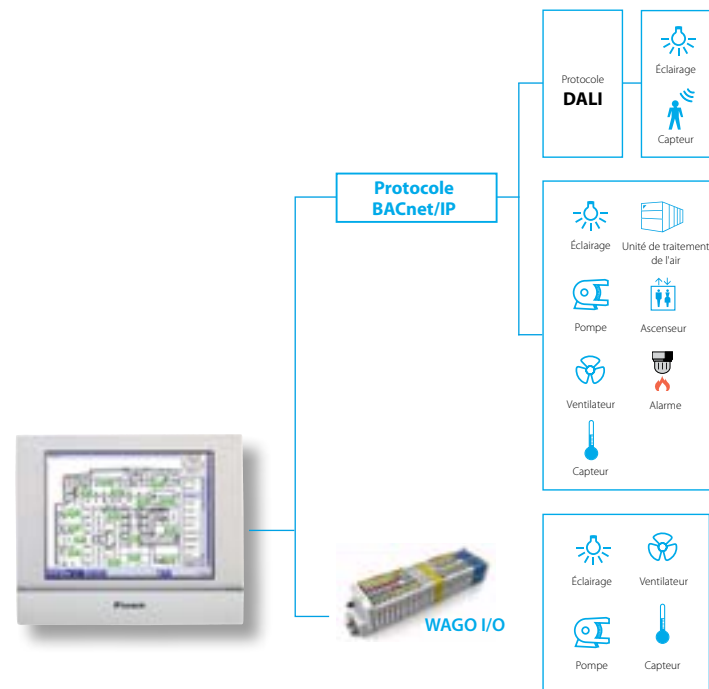 Protocole
DALI
Éclairage
Capteur
Protocole
BACnet/IP
Éclairage
Unité de traitement
de l'air
Pompe
Ascenseur
Ventilateur
Alarme
Capteur
WAGO I/O
Éclairage
Ventilateur
Pompe
Capteur